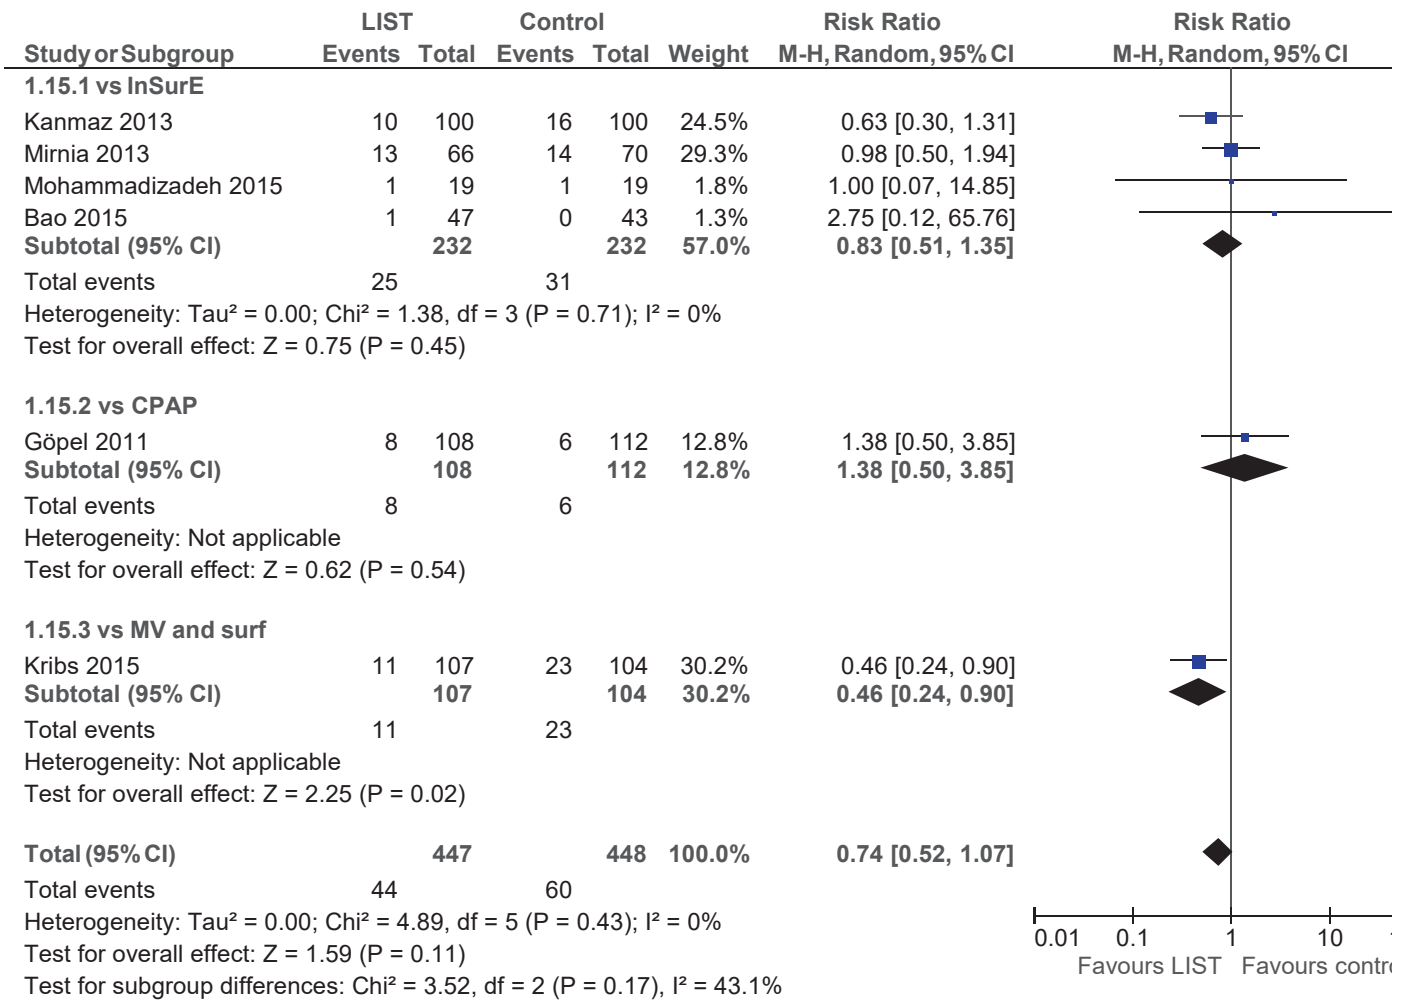 LIST Control Risk Ratio Risk Ratio
Study or Subgroup Events Total Events Total Weight M-H, Random, 95% CI M-H, Random, 95% CI
1.15.1 vs InSurE
Kanmaz 2013 10 100 16 100 24.5% 0.63 [0.30, 1.31]
Mirnia 2013 13 66 14 70 29.3% 0.98 [0.50, 1.94]
Mohammadizadeh 2015 1 19 1 19 1.8% 1.00 [0.07, 14.85]
Bao 2015 1 47 0 43 1.3% 2.75 [0.12, 65.76]
Subtotal (95% CI) 232 232 57.0% 0.83 [0.51, 1.35]
Total events 25 31
Heterogeneity: Tau² = 0.00; Chi² = 1.38, df = 3 (P = 0.71); I² = 0%
Test for overall effect: Z = 0.75 (P = 0.45)
1.15.2 vs CPAP
Göpel 2011 8 108 6 112 12.8% 1.38 [0.50, 3.85]
Subtotal (95% CI) 108 112 12.8% 1.38 [0.50, 3.85]
Total events 8 6
Heterogeneity: Not applicable
Test for overall effect: Z = 0.62 (P = 0.54)
1.15.3 vs MV and surf
Kribs 2015 11 107 23 104 30.2% 0.46 [0.24, 0.90]
Subtotal (95% CI) 107 104 30.2% 0.46 [0.24, 0.90]
Total events 11 23
Heterogeneity: Not applicable
Test for overall effect: Z = 2.25 (P = 0.02)
Total (95% CI) 447 448 100.0% 0.74 [0.52, 1.07]
Total events 44 60
Heterogeneity: Tau² = 0.00; Chi² = 4.89, df = 5 (P = 0.43); I² = 0%
Test for overall effect: Z = 1.59 (P = 0.11)
Test for subgroup differences: Chi² = 3.52, df = 2 (P = 0.17), I² = 43.1%
0.01 0.1 1 10
Favours LIST Favours contr